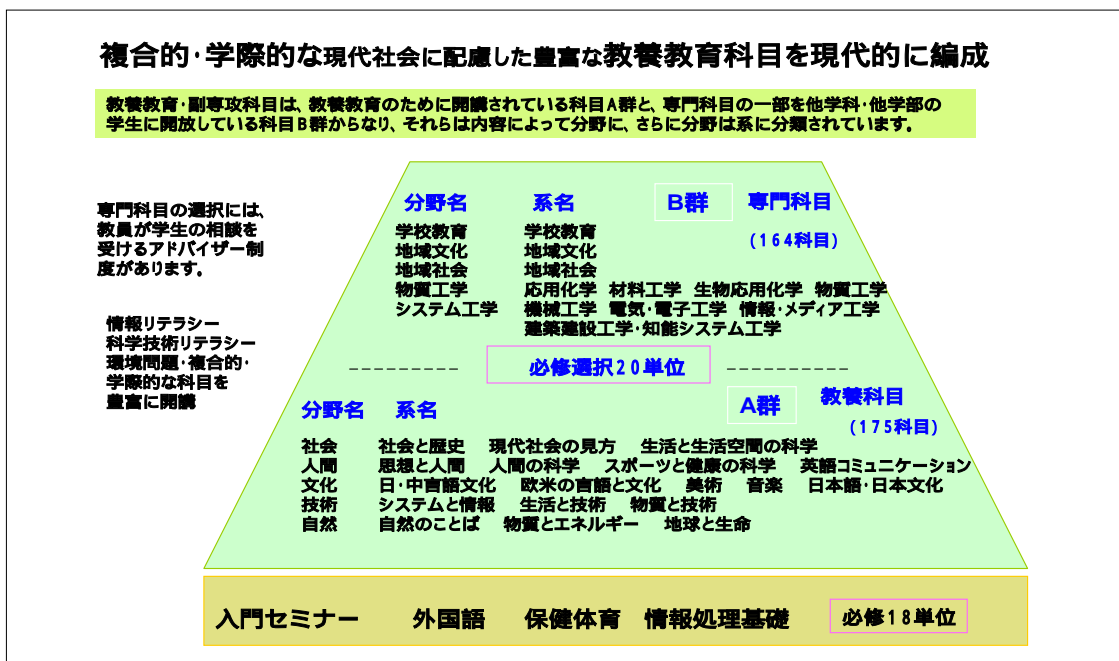 複合的・学際的な現代社会に配慮した豊富な教養教育科目を現代的に編成
教養教育・副専攻科目は、教養教育のために開講されている科目A群と、専門科目の一部を他学科・他学部の
学生に開放している科目B群からなり、それらは内容によって分野に、さらに分野は系に分類されています。
専門科目の選択には、
教員が学生の相談を
受けるアドバイザー制
度があります。
情報リテラシー
科学技術リテラシー
環境問題・複合的・
学際的な科目を
豊富に開講
分野名 系名 B群 専門科目
(164科目)
学校教育 学校教育
地域文化 地域文化
地域社会 地域社会
物質工学 応用化学 材料工学 生物応用化学 物質工学
システム工学 機械工学 電気・電子工学 情報・メディア工学
建築建設工学・知能システム工学
必修選択20単位
分野名 系名 A群 教養科目
(175科目)
社会 社会と歴史 現代社会の見方 生活と生活空間の科学
人間 思想と人間 人間の科学 スポーツと健康の科学 英語コミュニケーション
文化 日・中言語文化 欧米の言語と文化 美術 音楽 日本語・日本文化
技術 システムと情報 生活と技術 物質と技術
自然 自然のことば 物質とエネルギー 地球と生命
入門セミナー 外国語 保健体育 情報処理基礎 必修18単位